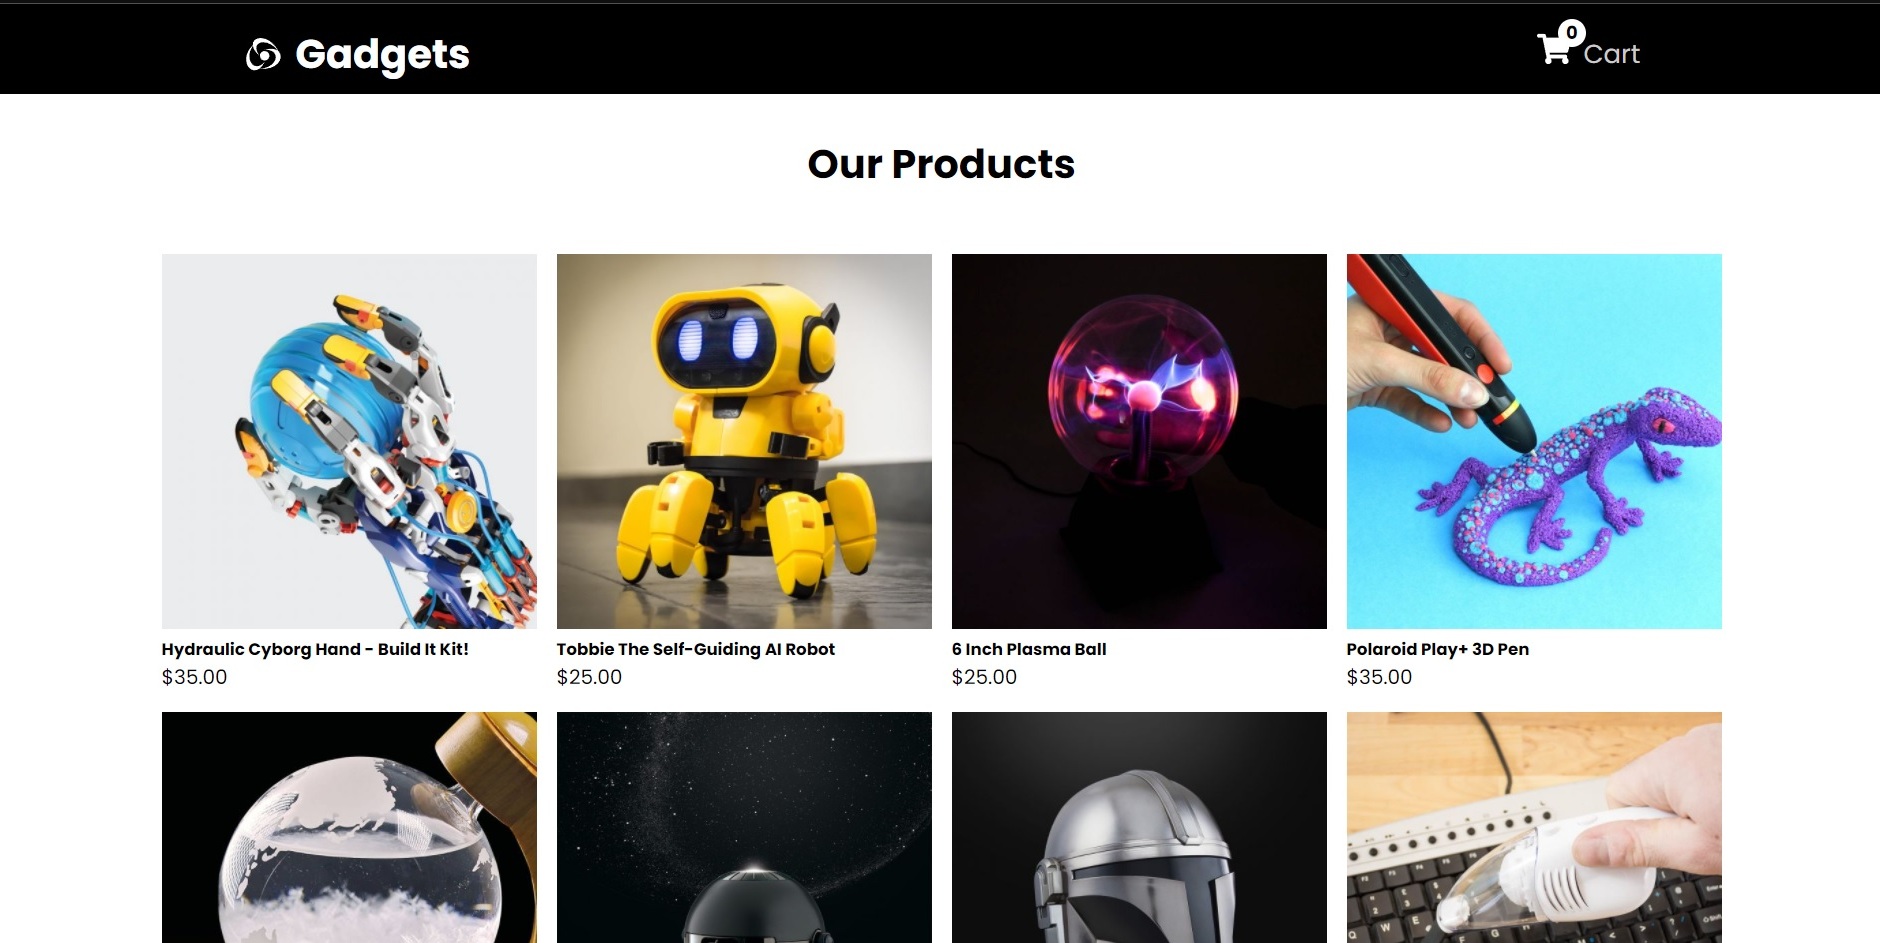 Gadgets
0
Cart
Our Products
Hydraulic Cyborg Hand - Build It Kit!
$35.00
Tobbie The Self-Guiding AI Robot
$25.00
6 Inch Plasma Ball
$25.00
Polaroid Play+ 3D Pen
$35.00